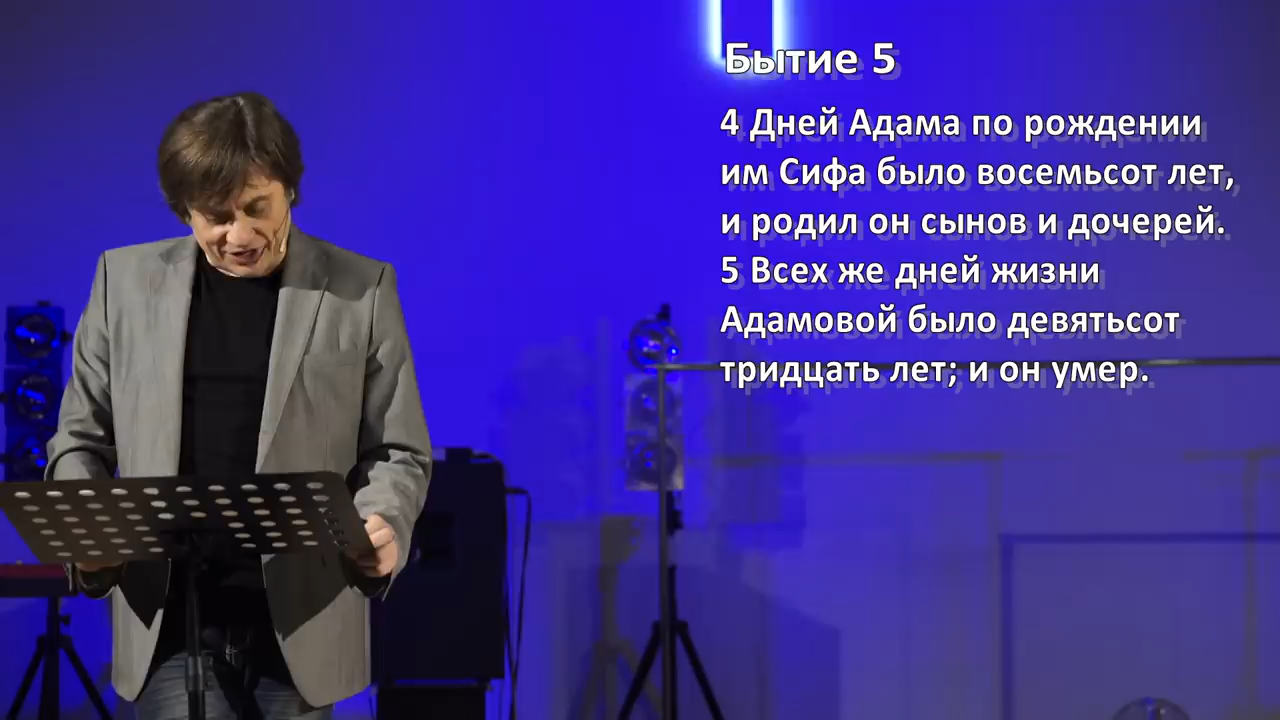 Бытие 5
4 Дней Адама по рождении
им Сифа было восемьсот лет,
и родил он сынов и дочерей.
5 Всех же дней жизни
Адамовой было девятьсот
тридцать лет; и он умер.